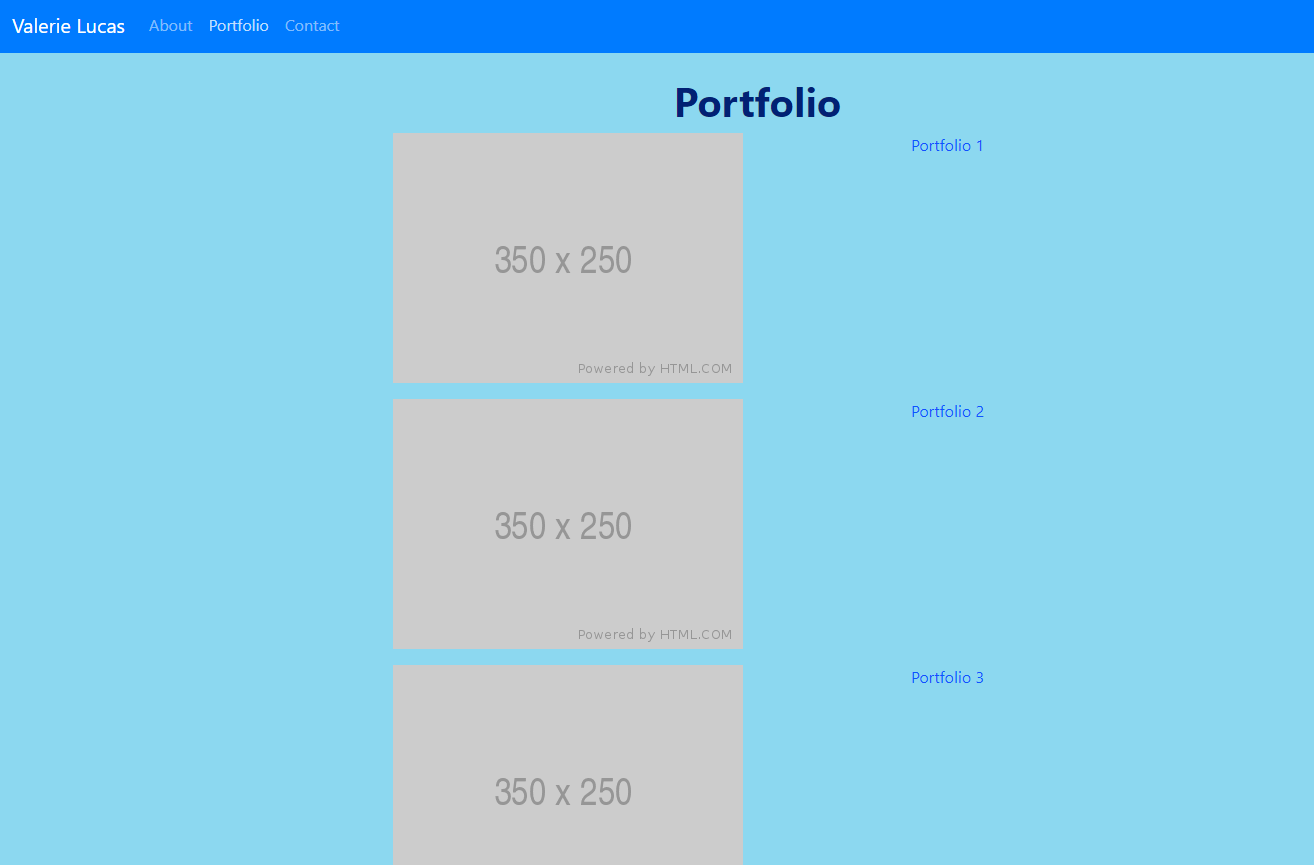 Valerie Lucas About Portfolio Contact
Portfolio
350 x 250
Powered by HTML.COM
Portfolio 1
350 x 250
Powered by HTML.COM
Portfolio 2
350 x 250
Portfolio 3